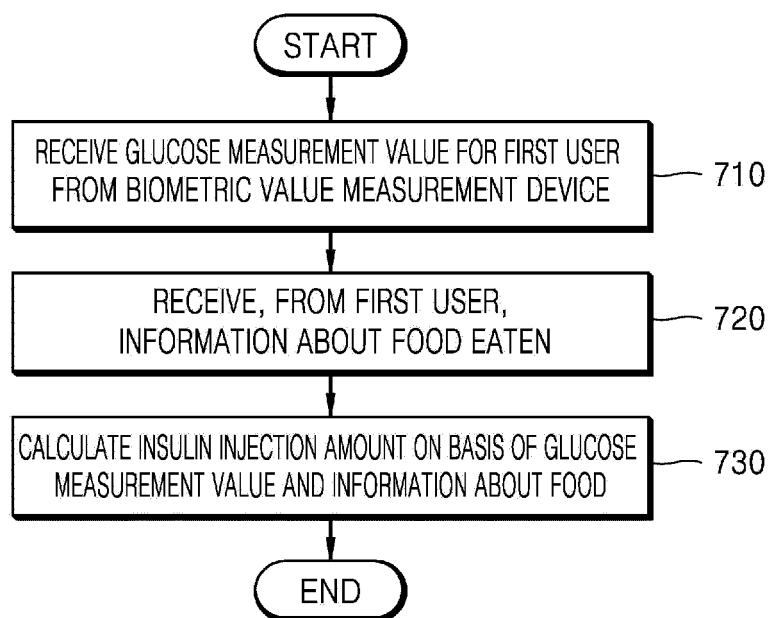 START
RECEIVE GLUCOSE MEASUREMENT VALUE FOR FIRST USER
FROM BIOMETRIC VALUE MEASUREMENT DEVICE
710
RECEIVE, FROM FIRST USER,
INFORMATION ABOUT FOOD EATEN
720
CALCULATE INSULIN INJECTION AMOUNT ON BASIS OF GLUCOSE
MEASUREMENT VALUE AND INFORMATION ABOUT FOOD
730
END